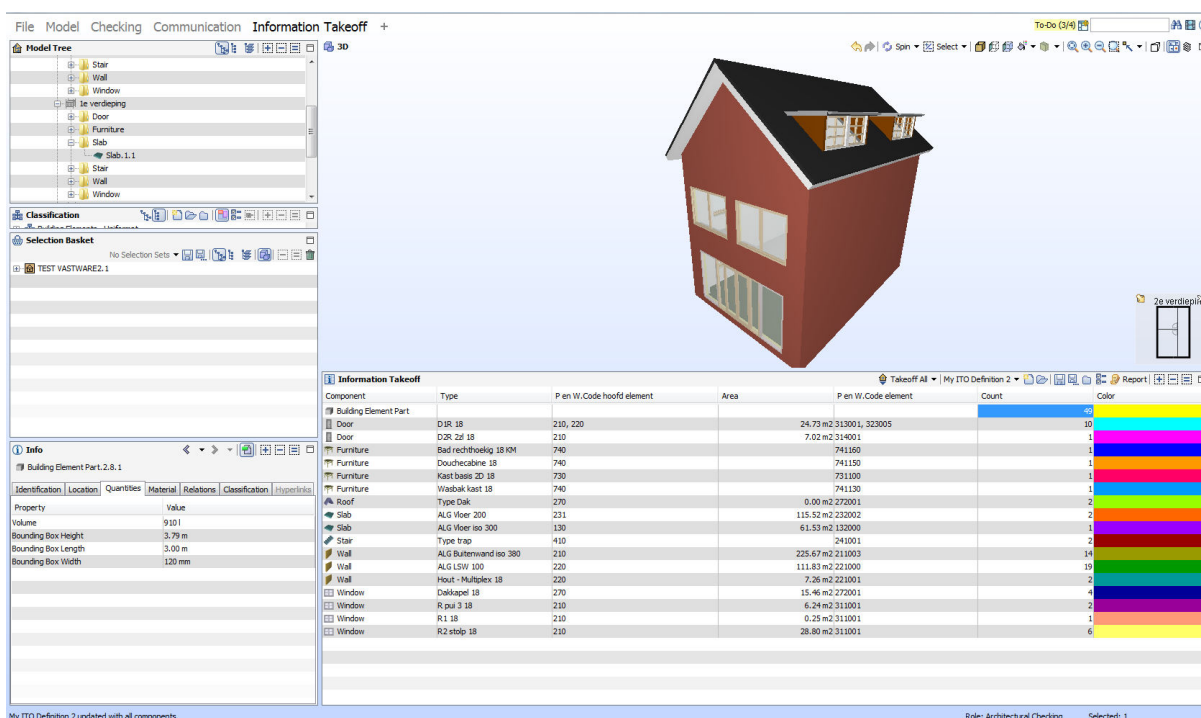 File Model Checking Communication Information Takeoff +
To-Do (3/4)
Model Tree
Stair
Wall
Window
1e verdieping
Door
Furniture
Slab
Slab.1.1
Stair
Wall
Window
Classification
Selection Basket
No Selection Sets
TEST VASTWARE2.1
Info
Building Element Part.2.8.1
Identification Location Quantities Material Relations Classification Hyperlinks
Property Value
Volume 910 l
Bounding Box Height 3.79 m
Bounding Box Length 3.00 m
Bounding Box Width 120 mm
3D
Spin Select
2e verdiepi
Information Takeoff
Takeoff All My ITO Definition 2 Report
Component Type P en W.Code hoofd element Area P en W.Code element Count Color
Building Element Part 49
Door D1R 18 210, 220 24.73 m2 313001, 323005 10
Door D2R 2zl 18 210 7.02 m2 314001 1
Furniture Bad rechthoekig 18 KM 740 741160 1
Furniture Douchecabine 18 740 741150 1
Furniture Kast basis 2D 18 730 731100 1
Furniture Wasbak kast 18 740 741130 1
Roof Type Dak 270 0.00 m2 272001 2
Slab ALG Vloer 200 231 115.52 m2 232002 2
Slab ALG Vloer iso 300 130 61.53 m2 132000 1
Stair Type trap 410 241001 2
Wall ALG Buitenwand iso 380 210 225.67 m2 211003 14
Wall ALG LSW 100 220 111.83 m2 221000 19
Wall Hout - Multiplex 18 220 7.26 m2 221001 2
Window Dakkapel 18 270 15.46 m2 272001 4
Window R pui 3 18 210 6.24 m2 311001 2
Window R1 18 210 0.25 m2 311001 1
Window R2 stolp 18 210 28.80 m2 311001 6
My ITO Definition 2 updated with all components
Role: Architectural Checking Selected: 1